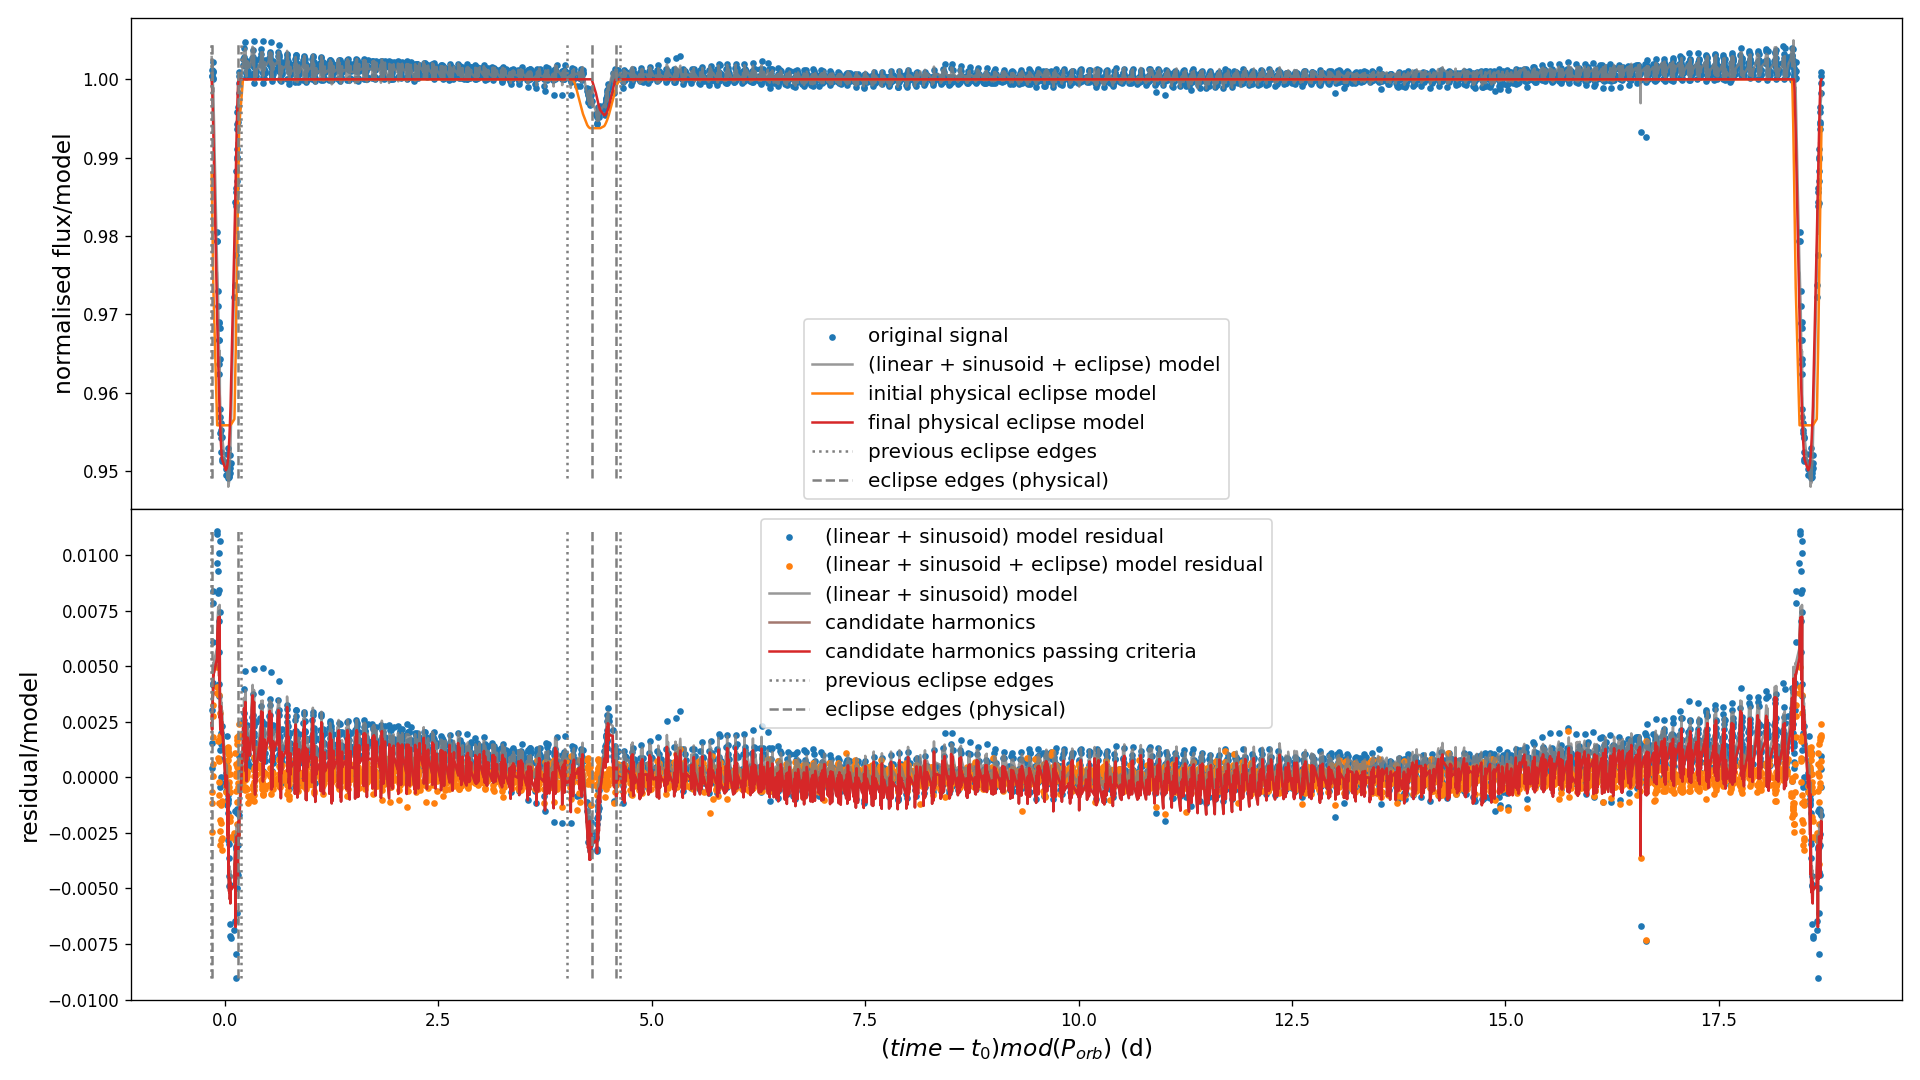 normalised flux/model
1.00
0.99
0.98
0.97
0.96
0.95
original signal
(linear + sinusoid + eclipse) model
initial physical eclipse model
final physical eclipse model
previous eclipse edges
eclipse edges (physical)
residual/model
0.0100
0.0075
0.0050
0.0025
0.0000
−0.0025
−0.0050
−0.0075
−0.0100
(linear + sinusoid) model residual
(linear + sinusoid + eclipse) model residual
(linear + sinusoid) model
candidate harmonics
candidate harmonics passing criteria
previous eclipse edges
eclipse edges (physical)
0.0 2.5 5.0 7.5 10.0 12.5 15.0 17.5
(time − t₀)mod(Pₒᵣb) (d)